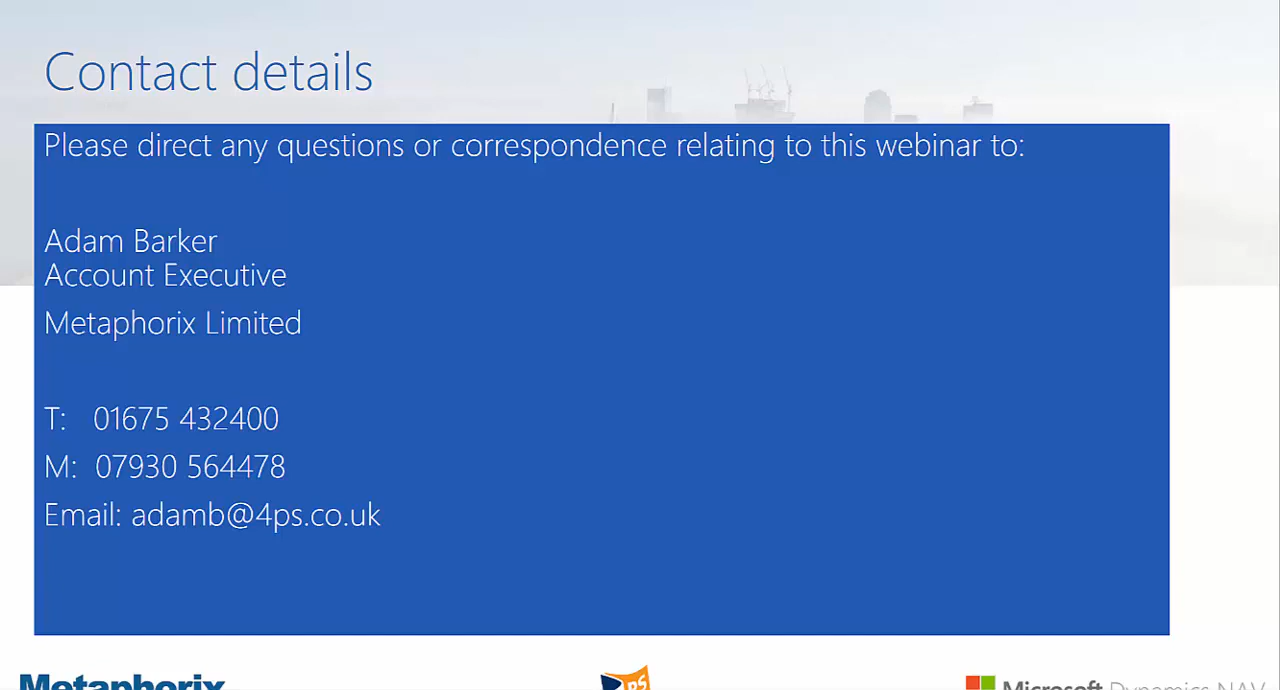 Contact details
Please direct any questions or correspondence relating to this webinar to:
Adam Barker
Account Executive
Metaphorix Limited
T: 01675 432400
M: 07930 564478
Email: adamb@4ps.co.uk
Metaphorix
PS
Microsoft Dynamics NAV